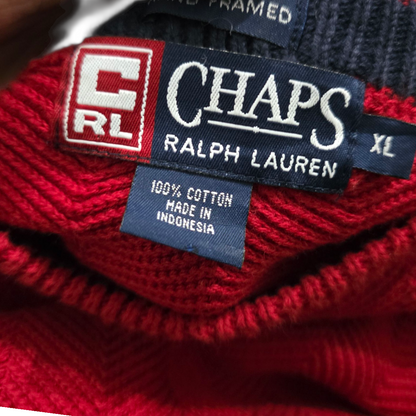 FRAMED
C
RL
CHAPS
RALPH LAUREN
XL
100% COTTON
MADE IN
INDONESIA